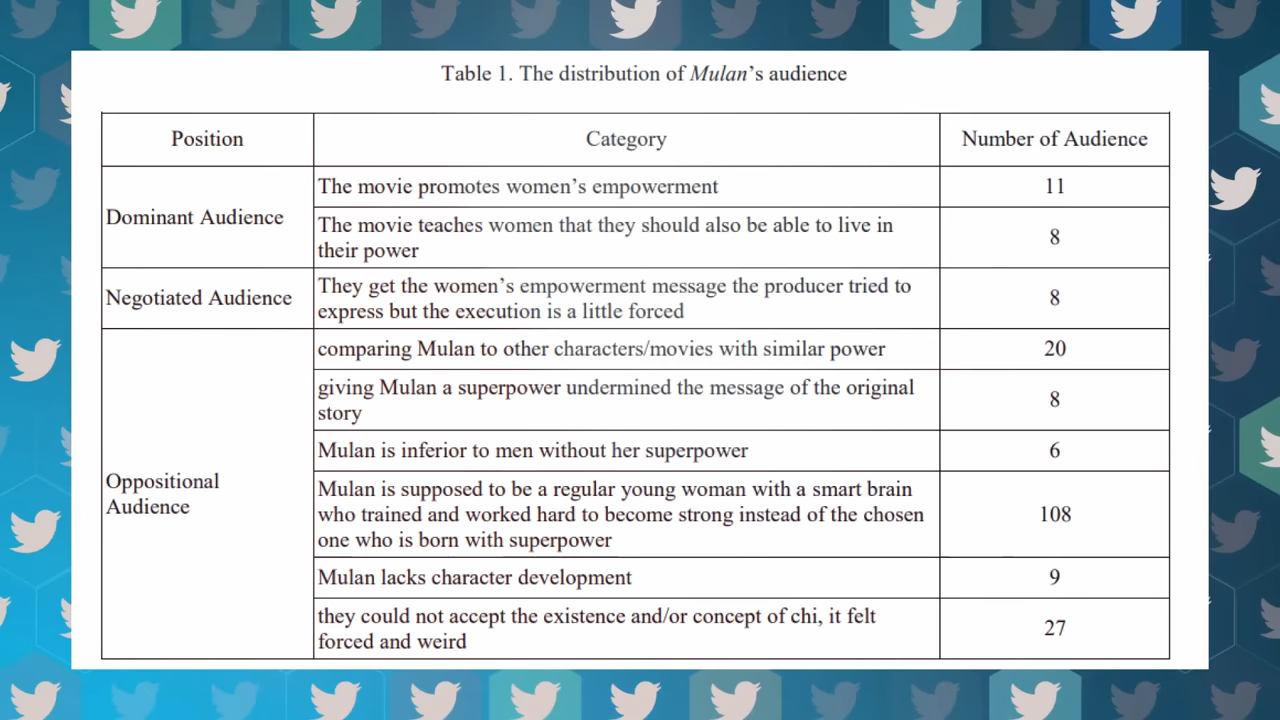 Table 1. The distribution of Mulan’s audience
Position
Category
Number of Audience
Dominant Audience
The movie promotes women’s empowerment
11
The movie teaches women that they should also be able to live in
their power
8
Negotiated Audience
They get the women’s empowerment message the producer tried to
express but the execution is a little forced
8
Oppositional
Audience
comparing Mulan to other characters/movies with similar power
20
giving Mulan a superpower undermined the message of the original
story
8
Mulan is inferior to men without her superpower
6
Mulan is supposed to be a regular young woman with a smart brain
who trained and worked hard to become strong instead of the chosen
one who is born with superpower
108
Mulan lacks character development
9
they could not accept the existence and/or concept of chi, it felt
forced and weird
27